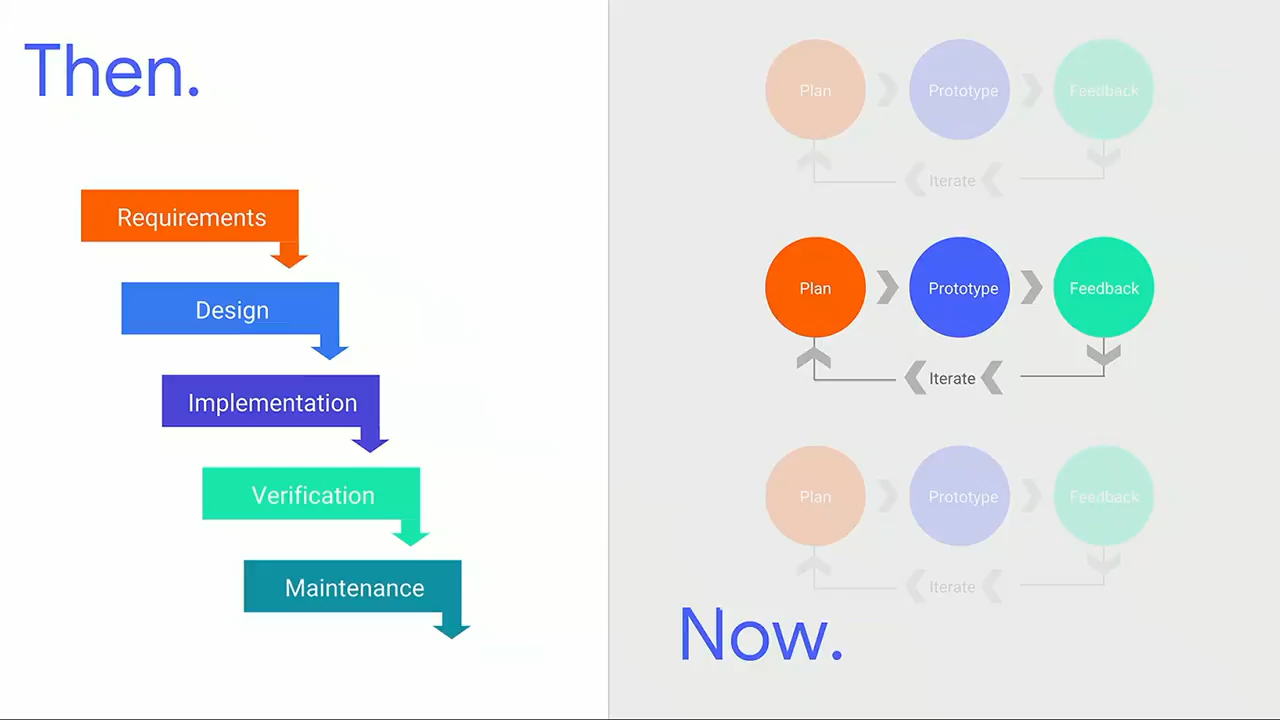 Then.
Requirements
Design
Implementation
Verification
Maintenance
Plan
Prototype
Feedback
Iterate
Plan
Prototype
Feedback
Iterate
Plan
Prototype
Feedback
Iterate
Now.